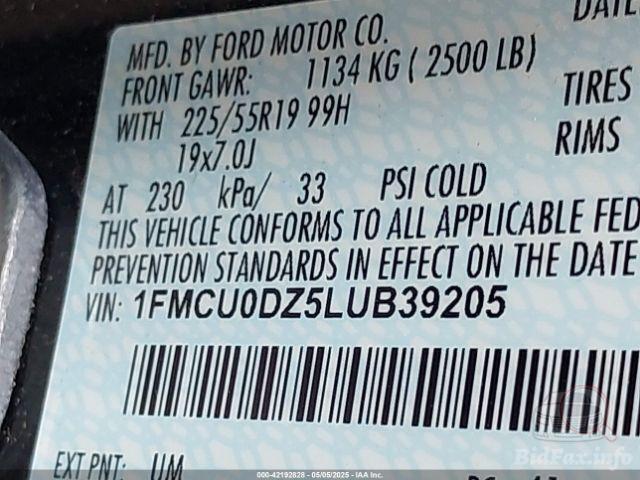 DATE
MFD. BY FORD MOTOR CO.
FRONT GAWR: 1134 KG ( 2500 LB)
WITH 225/55R19 99H TIRES
19x7.0J RIMS
AT 230 kPa/ 33 PSI COLD
THIS VEHICLE CONFORMS TO ALL APPLICABLE FED
PREVENTION STANDARDS IN EFFECT ON THE DATE
VIN: 1FMCU0DZ5LUB39205
EXT PNT: UM
BidFax.info
000-42192828 - 05/05/2025 - IAA Inc.